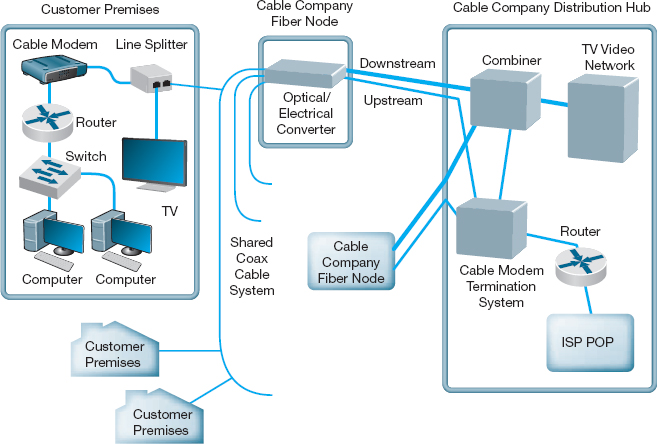 Customer Premises
Cable Modem
Line Splitter
Router
Switch
TV
Computer
Computer
Customer
Premises
Customer
Premises
Cable Company
Fiber Node
Optical/
Electrical
Converter
Shared
Coax
Cable
System
Downstream
Upstream
Cable
Company
Fiber Node
Cable Company Distribution Hub
Combiner
TV Video
Network
Cable Modem
Termination
System
Router
ISP POP